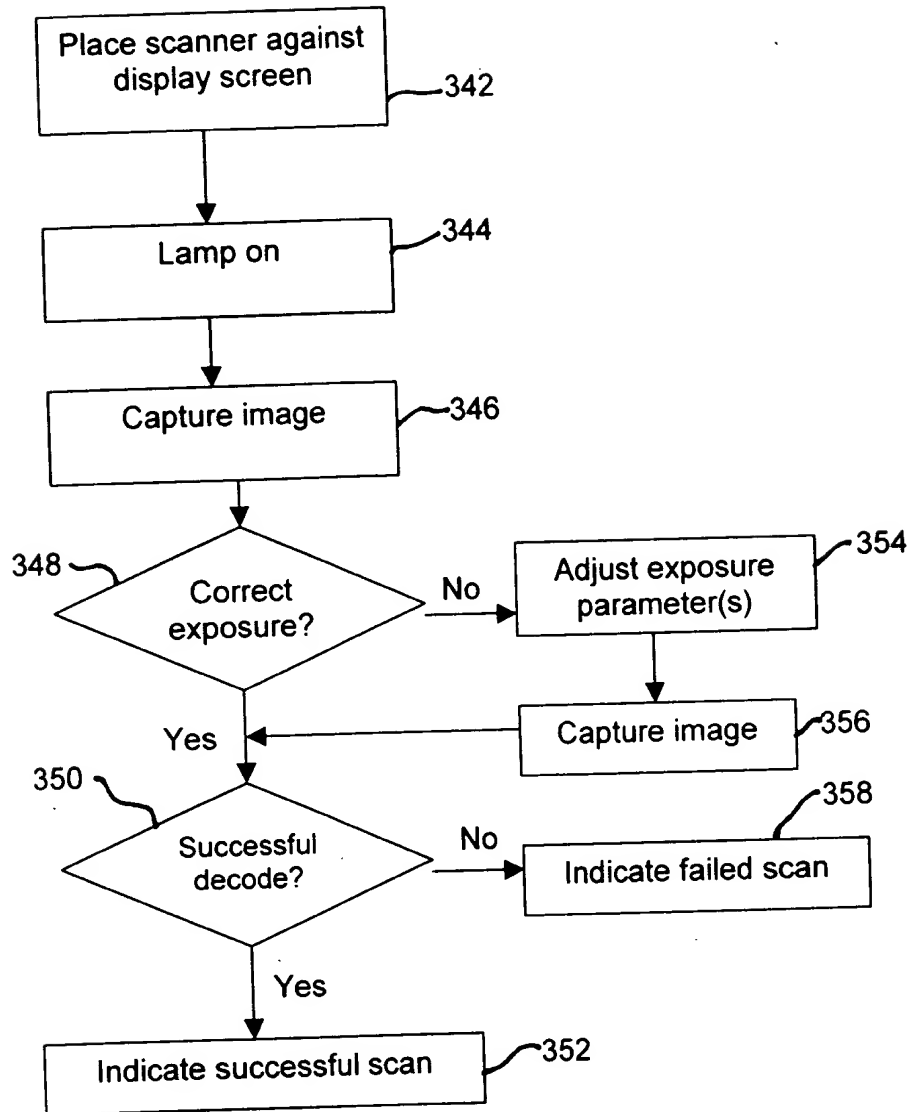 Place scanner against
display screen
342
Lamp on
344
Capture image
346
348
Correct
exposure?
No
Adjust exposure
parameter(s)
354
Yes
Capture image
356
350
Successful
decode?
No
Indicate failed scan
358
Yes
Indicate successful scan
352